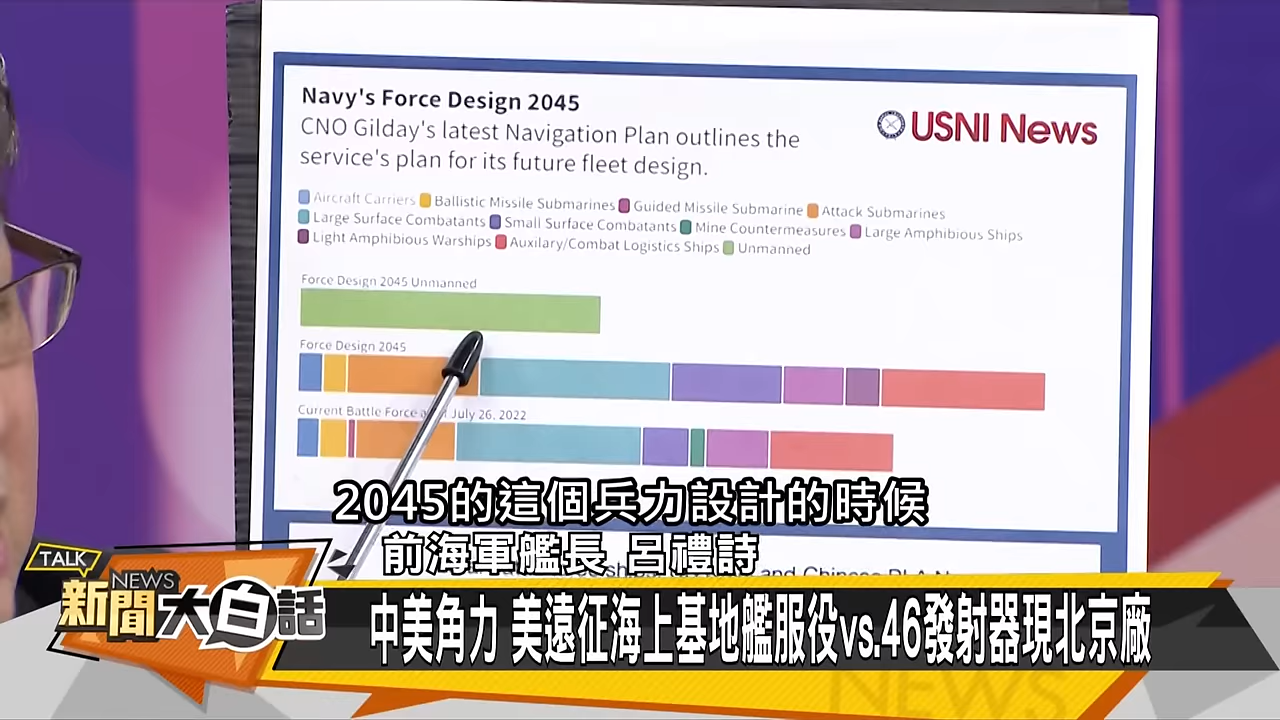 Navy's Force Design 2045
CNO Gilday's latest Navigation Plan outlines the
service's plan for its future fleet design.
USNI News
Aircraft Carriers Ballistic Missile Submarines Guided Missile Submarine Attack Submarines
Large Surface Combatants Small Surface Combatants Mine Countermeasures Large Amphibious Ships
Light Amphibious Warships Auxilary/Combat Logistics Ships Unmanned
Force Design 2045 Unmanned
Force Design 2045
Current Battle Force July 26, 2022
2045的這個兵力設計的時候
前海軍艦長 呂禮詩
and Chinese PLA N
TALK
NEWS
新聞大白話
中美角力 美遠征海上基地艦服役vs.46發射器現北京廠
NEWS